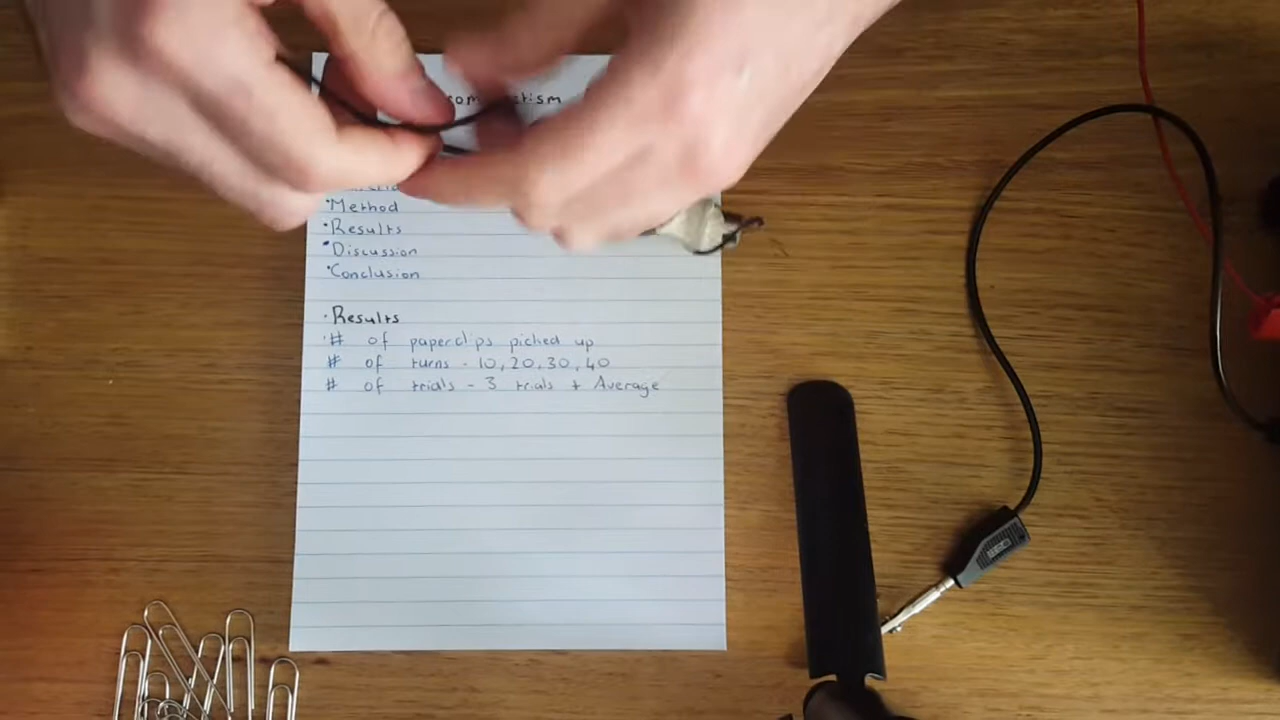 ·Method
·Results
·Discussion
·Conclusion
·Results
·# of paperclips picked up
# of turns - 10, 20, 30, 40
# of trials - 3 trials + Average